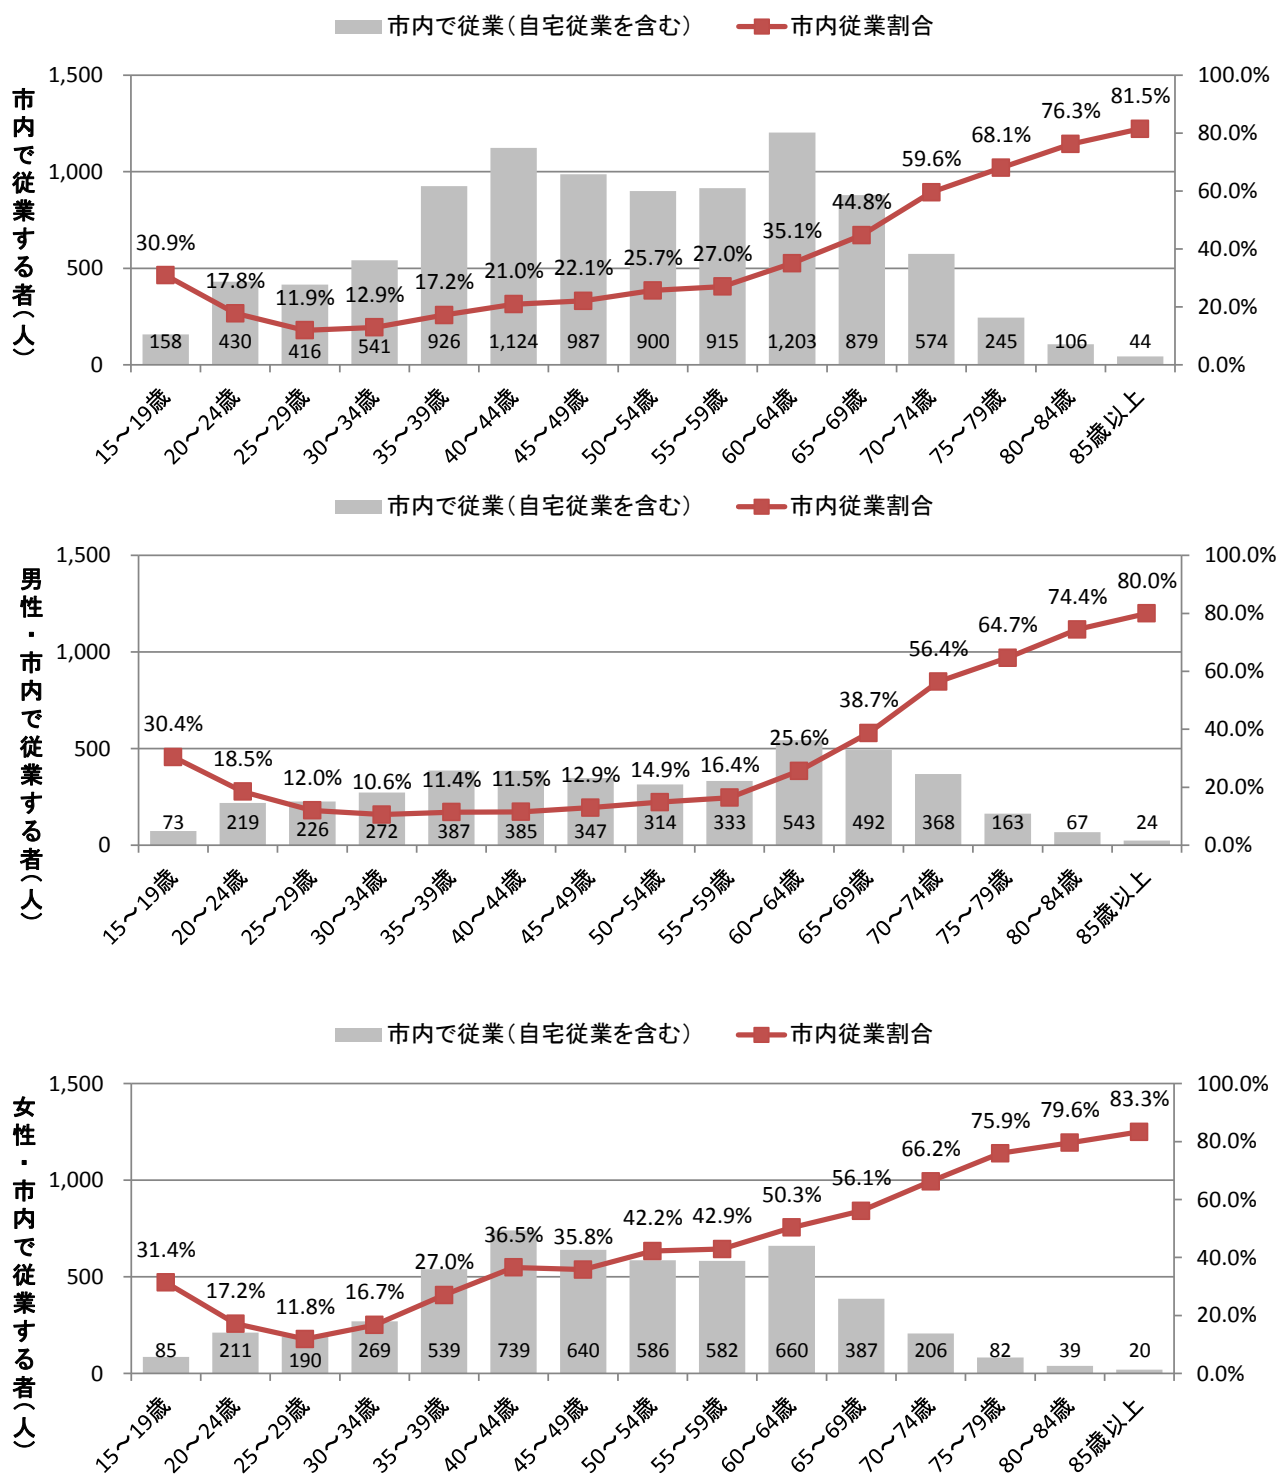 市内で従業(自宅従業を含む) 市内従業割合
市内で従業する者(人)
1,500 100.0%
81.5%
76.3%
80.0%
68.1%
1,000 59.6%
60.0%
44.8%
35.1%
30.9% 17.8% 11.9% 12.9% 17.2% 21.0% 22.1% 25.7% 27.0%
500 40.0%
20.0%
158 430 416 541 926 1,124 987 900 915 1,203 879 574 245 106 44
0 0.0%
15～19歳 20～24歳 25～29歳 30～34歳 35～39歳 40～44歳 45～49歳 50～54歳 55～59歳 60～64歳 65～69歳 70～74歳 75～79歳 80～84歳 85歳以上
市内で従業(自宅従業を含む) 市内従業割合
男性・市内で従業する者(人)
1,500 100.0%
80.0%
74.4%
80.0%
64.7%
1,000 56.4%
60.0%
38.7%
30.4% 18.5% 12.0% 10.6% 11.4% 11.5% 12.9% 14.9% 16.4% 25.6%
500 40.0%
20.0%
73 219 226 272 387 385 347 314 333 543 492 368 163 67 24
0 0.0%
15～19歳 20～24歳 25～29歳 30～34歳 35～39歳 40～44歳 45～49歳 50～54歳 55～59歳 60～64歳 65～69歳 70～74歳 75～79歳 80～84歳 85歳以上
市内で従業(自宅従業を含む) 市内従業割合
女性・市内で従業する者(人)
1,500 100.0%
83.3%
79.6%
75.9%
80.0%
66.2%
1,000 56.1%
60.0%
50.3%
31.4% 17.2% 11.8% 16.7% 27.0% 36.5% 35.8% 42.2% 42.9%
500 40.0%
20.0%
85 211 190 269 539 739 640 586 582 660 387 206 82 39 20
0 0.0%
15～19歳 20～24歳 25～29歳 30～34歳 35～39歳 40～44歳 45～49歳 50～54歳 55～59歳 60～64歳 65～69歳 70～74歳 75～79歳 80～84歳 85歳以上